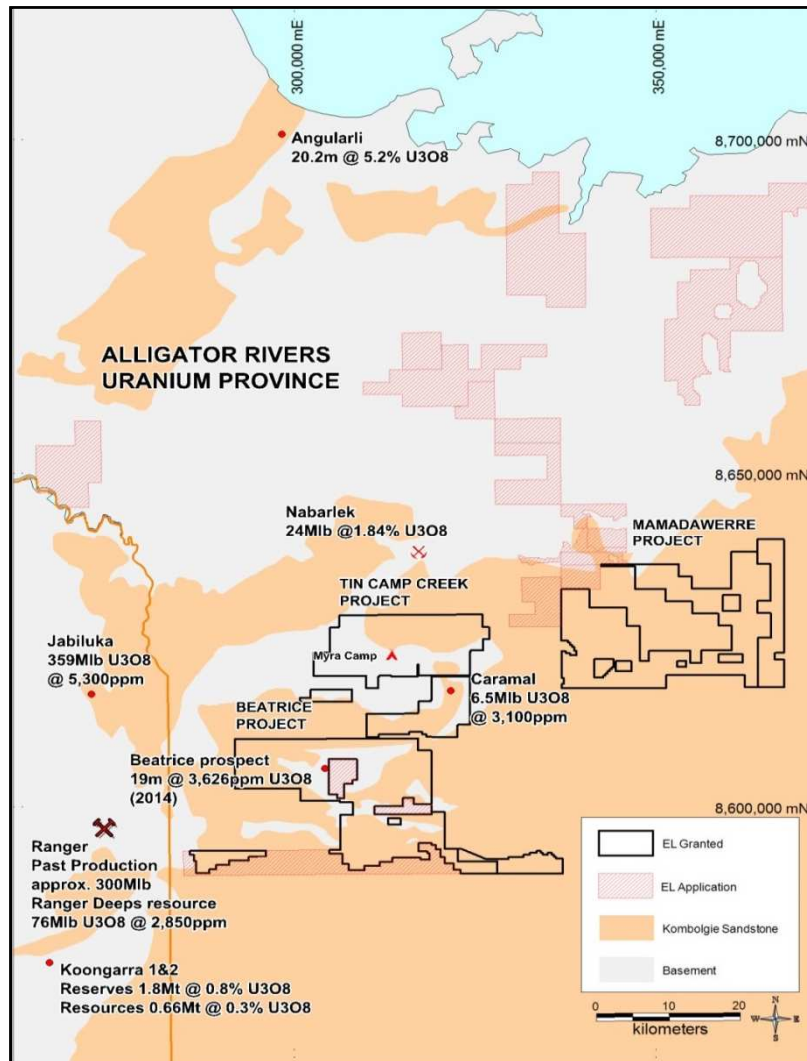 300,000 mE
350,000 mE
Angularli
20.2m @ 5.2% U3O8
8,700,000 mN
ALLIGATOR RIVERS
URANIUM PROVINCE
8,650,000 mN
Nabarlek
24Mlb @1.84% U3O8
MAMADAWERRE
PROJECT
TIN CAMP CREEK
PROJECT
Jabiluka
359Mlb U3O8
@ 5,300ppm
Myra Camp
Caramal
6.5Mlb U3O8
@ 3,100ppm
BEATRICE
PROJECT
Beatrice prospect
19m @ 3,626ppm U3O8
(2014)
8,600,000 mN
Ranger
Past Production
approx. 300Mlb
Ranger Deeps resource
76Mlb U3O8 @ 2,850ppm
Koongarra 1&2
Reserves 1.8Mt @ 0.8% U3O8
Resources 0.66Mt @ 0.3% U3O8
EL Granted
EL Application
Kombolgie Sandstone
Basement
0 10 20
kilometers
N
W E
S